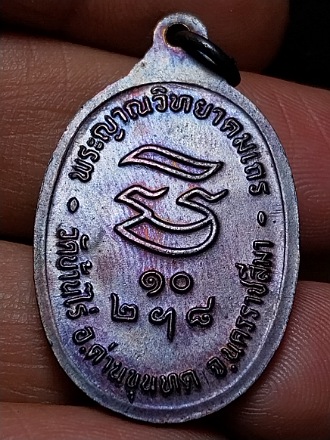 พระญาณวิทยาคมเถร
๑๐
๒ ๆ ๘
วัดบ้านไร่ อ.ด่านขุนทด จ.นครราชสีมา